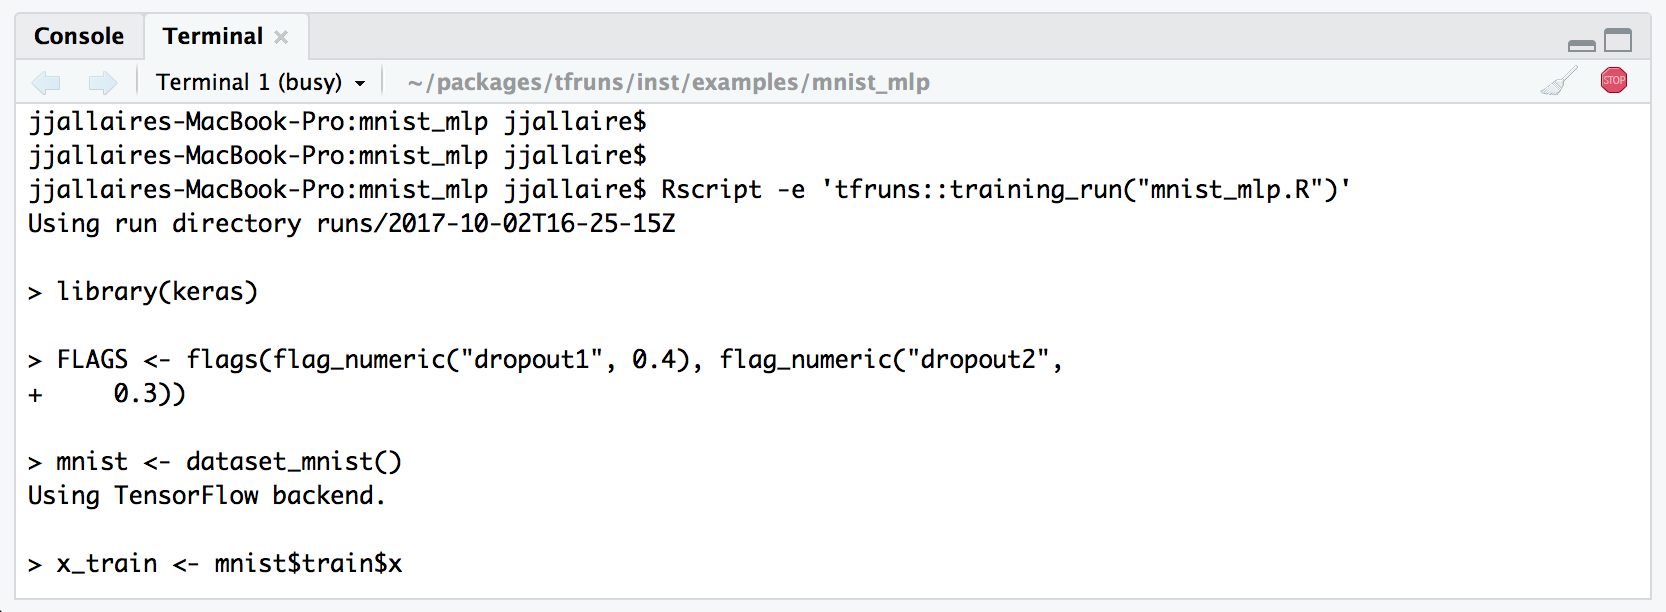 Console Terminal
Terminal 1 (busy) ~/packages/tfruns/inst/examples/mnist_mlp STOP
jjallaires-MacBook-Pro:mnist_mlp jjallaire$
jjallaires-MacBook-Pro:mnist_mlp jjallaire$
jjallaires-MacBook-Pro:mnist_mlp jjallaire$ Rscript -e 'tfruns::training_run("mnist_mlp.R")'
Using run directory runs/2017-10-02T16-25-15Z
> library(keras)
> FLAGS <- flags(flag_numeric("dropout1", 0.4), flag_numeric("dropout2",
+     0.3))
> mnist <- dataset_mnist()
Using TensorFlow backend.
> x_train <- mnist$train$x